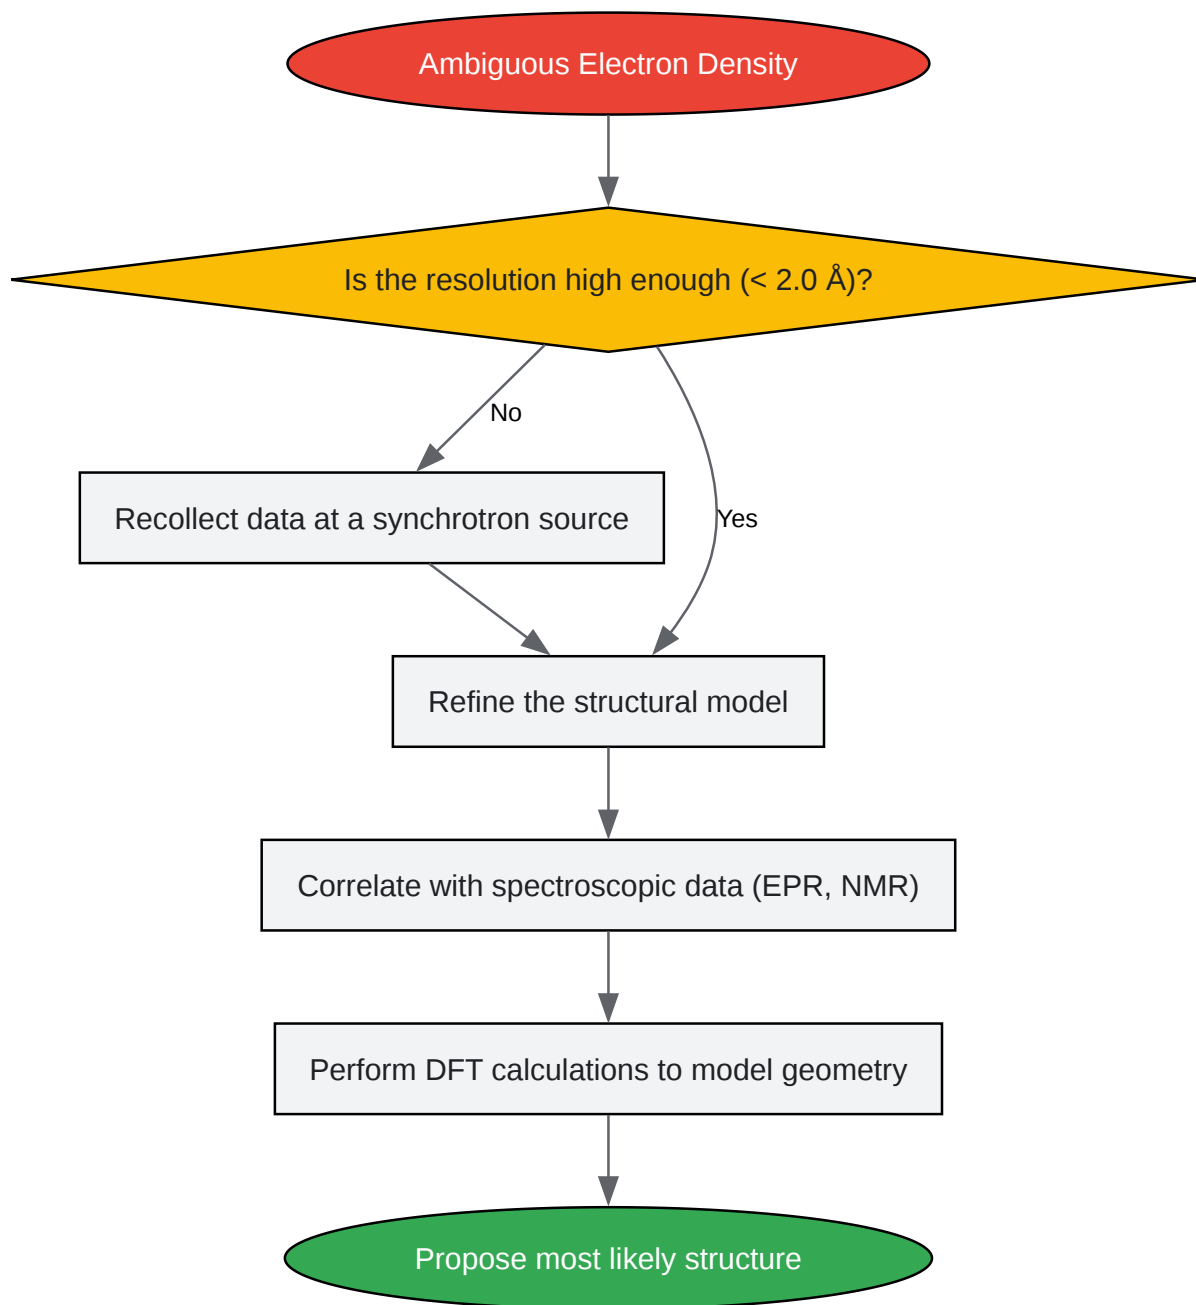 Ambiguous Electron Density
Is the resolution high enough (< 2.0 Å)?
No
Recollect data at a synchrotron source
Yes
Refine the structural model
Correlate with spectroscopic data (EPR, NMR)
Perform DFT calculations to model geometry
Propose most likely structure